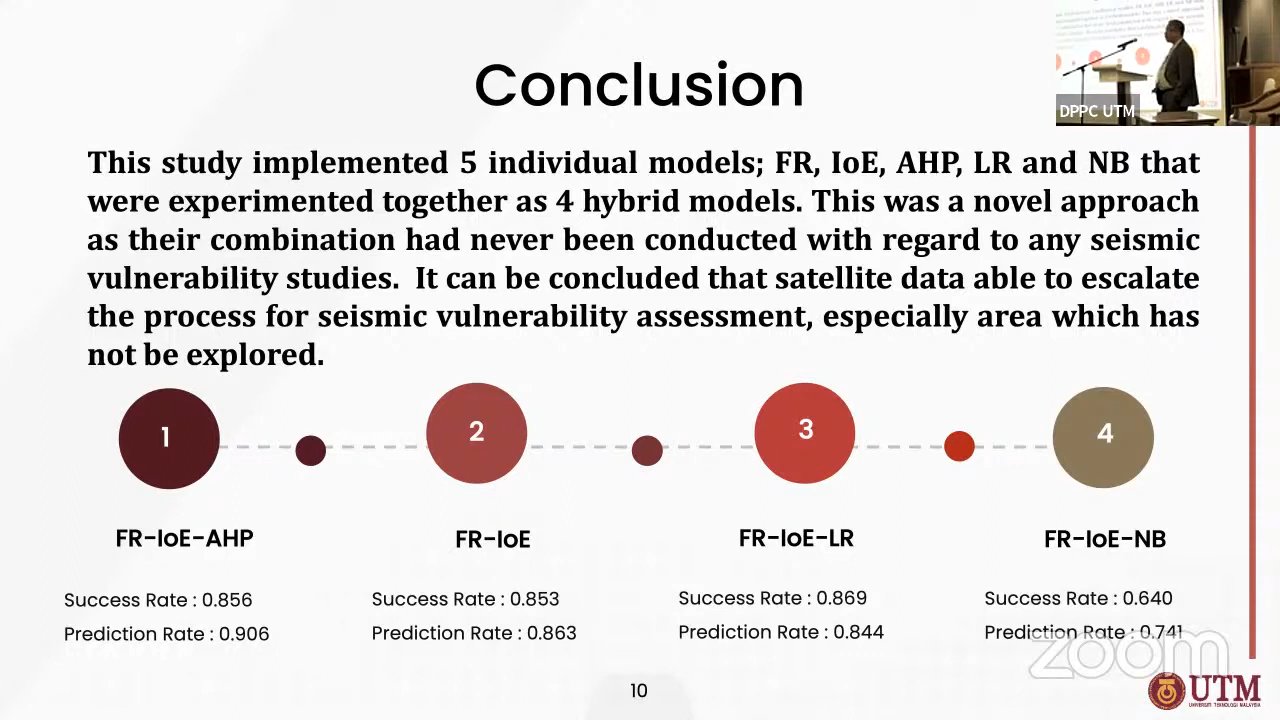 Conclusion
DPPC UTM
This study implemented 5 individual models; FR, IoE, AHP, LR and NB that
were experimented together as 4 hybrid models. This was a novel approach
as their combination had never been conducted with regard to any seismic
vulnerability studies. It can be concluded that satellite data able to escalate
the process for seismic vulnerability assessment, especially area which has
not be explored.
1
2
3
4
FR-IoE-AHP
FR-IoE
FR-IoE-LR
FR-IoE-NB
Success Rate : 0.856
Prediction Rate : 0.906
Success Rate : 0.853
Prediction Rate : 0.863
Success Rate : 0.869
Prediction Rate : 0.844
Success Rate : 0.640
Prediction Rate : 0.741
zoom
10
UTM
UNIVERSITI TEKNOLOGI MALAYSIA